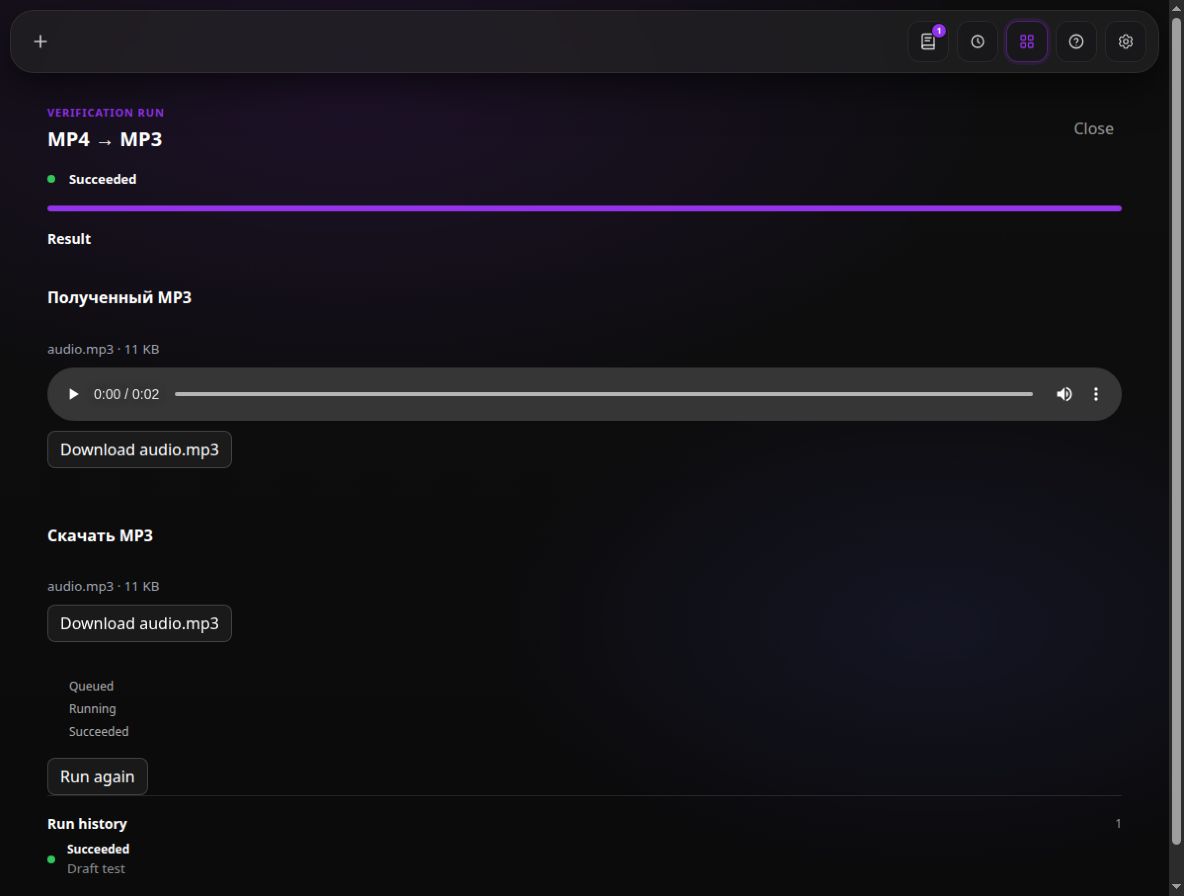 1
VERIFICATION RUN
MP4 → MP3
Close
Succeeded
Result
Полученный MP3
audio.mp3 · 11 KB
0:00 / 0:02
Download audio.mp3
Скачать MP3
audio.mp3 · 11 KB
Download audio.mp3
Queued
Running
Succeeded
Run again
Run history
1
Succeeded
Draft test